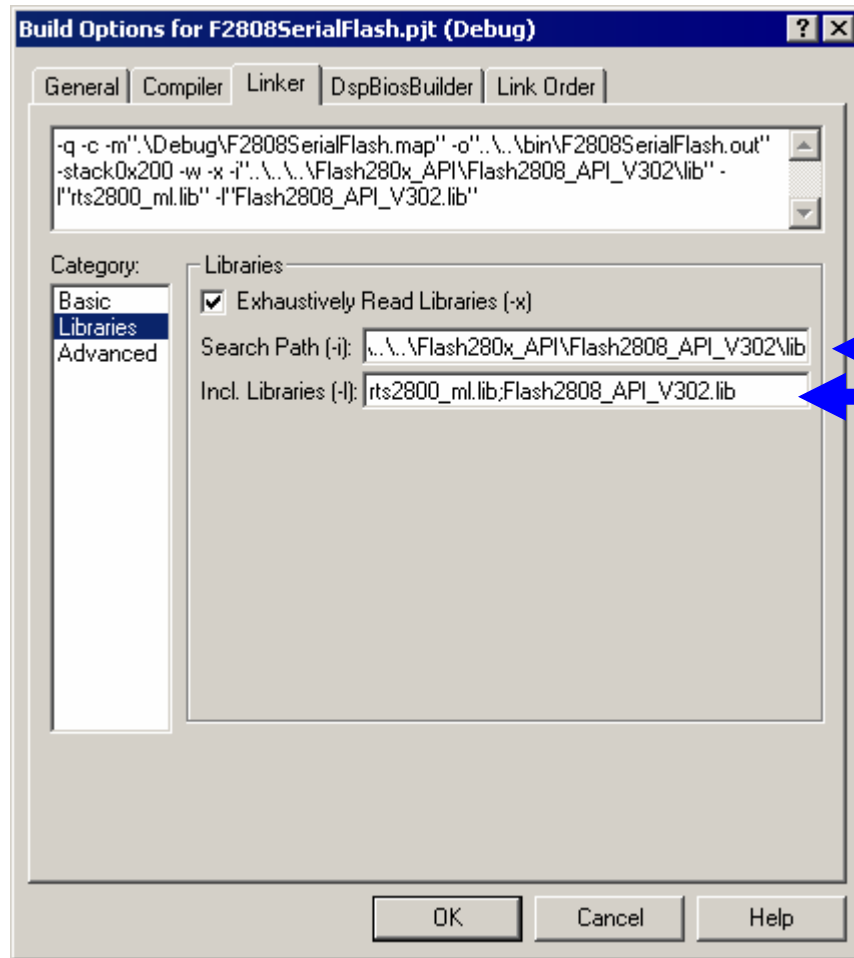 Build Options for F2808SerialFlash.pjt (Debug)
General Compiler Linker DspBiosBuilder Link Order
-q -c -m".\Debug\F2808SerialFlash.map" -o"..\..\bin\F2808SerialFlash.out"
-stack0x200 -w -x -i"..\..\..\Flash280x_API\Flash2808_API_V302\lib" -
l"rts2800_ml.lib" -l"Flash2808_API_V302.lib"
Category:
Libraries
Basic
Exhaustively Read Libraries (-x)
Libraries
Search Path (-i): \..\..\Flash280x_API\Flash2808_API_V302\lib
Advanced
Incl. Libraries (-l): rts2800_ml.lib;Flash2808_API_V302.lib
OK Cancel Help